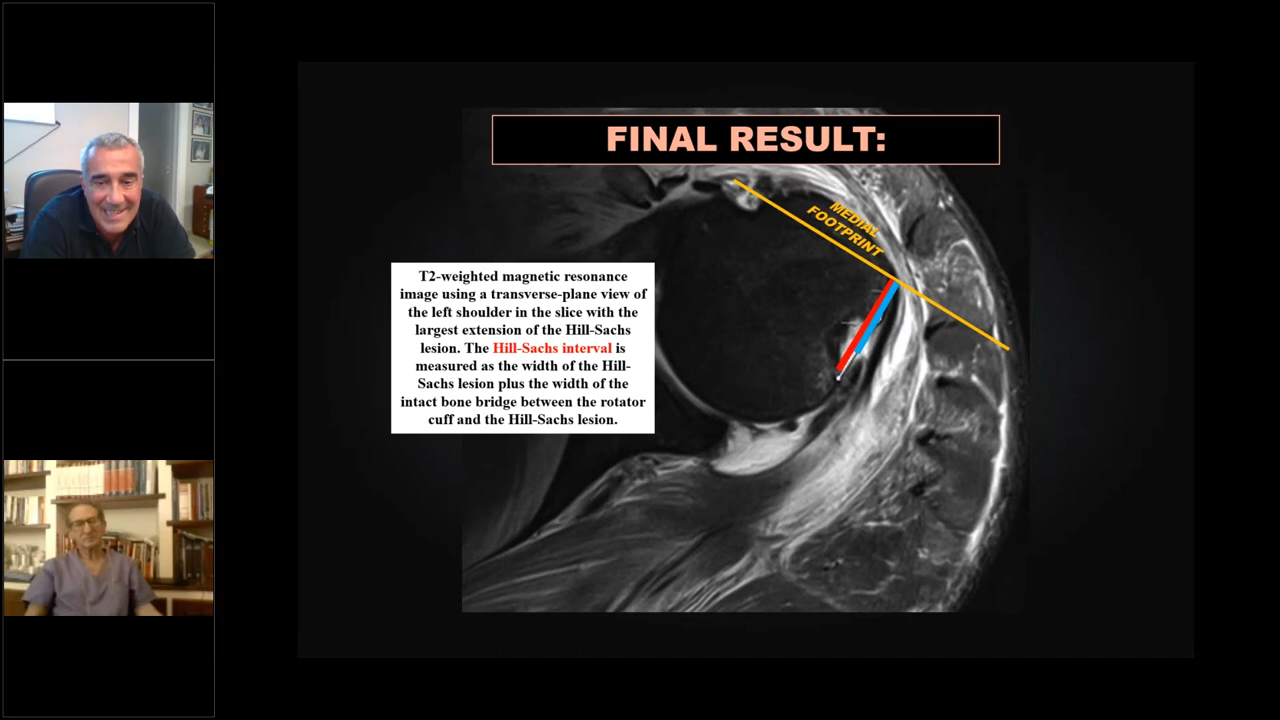 FINAL RESULT:
MEDIAL
FOOTPRINT
T2-weighted magnetic resonance
image using a transverse-plane view of
the left shoulder in the slice with the
largest extension of the Hill-Sachs
lesion. The Hill-Sachs interval is
measured as the width of the Hill-
Sachs lesion plus the width of the
intact bone bridge between the rotator
cuff and the Hill-Sachs lesion.